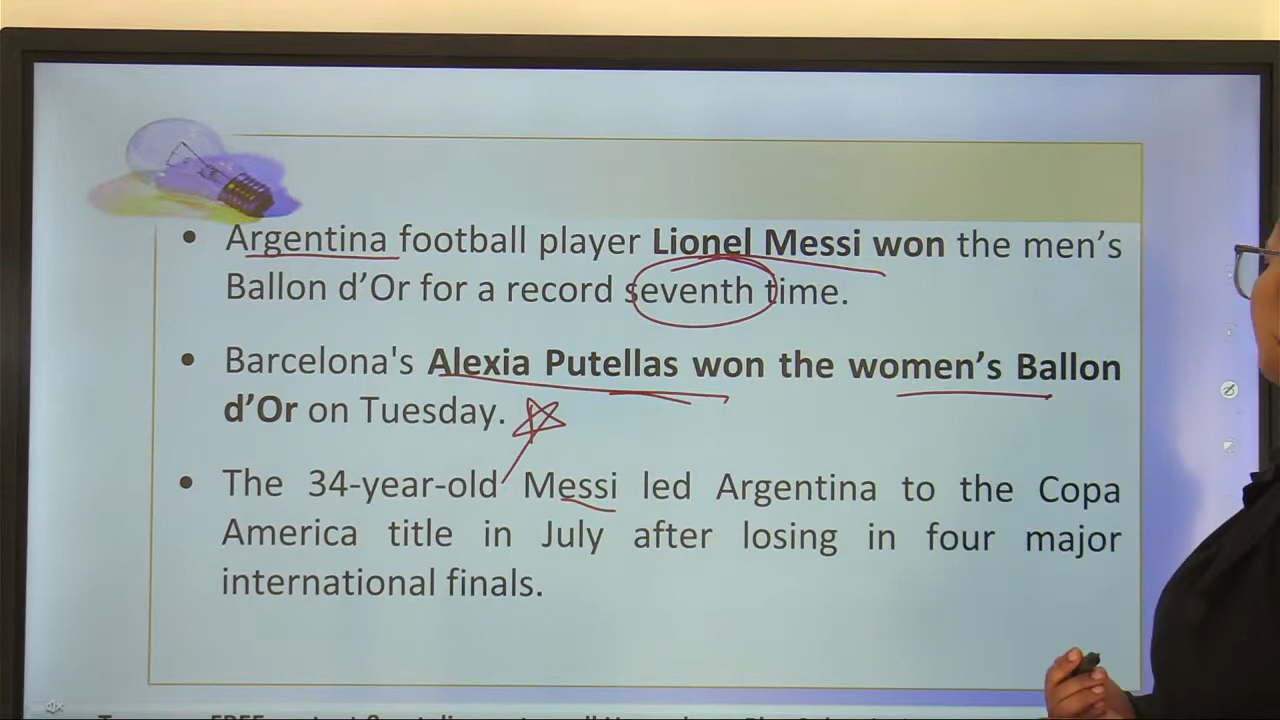 • Argentina football player Lionel Messi won the men’s
Ballon d’Or for a record seventh time.
• Barcelona's Alexia Putellas won the women’s Ballon
d’Or on Tuesday.
• The 34-year-old Messi led Argentina to the Copa
America title in July after losing in four major
international finals.